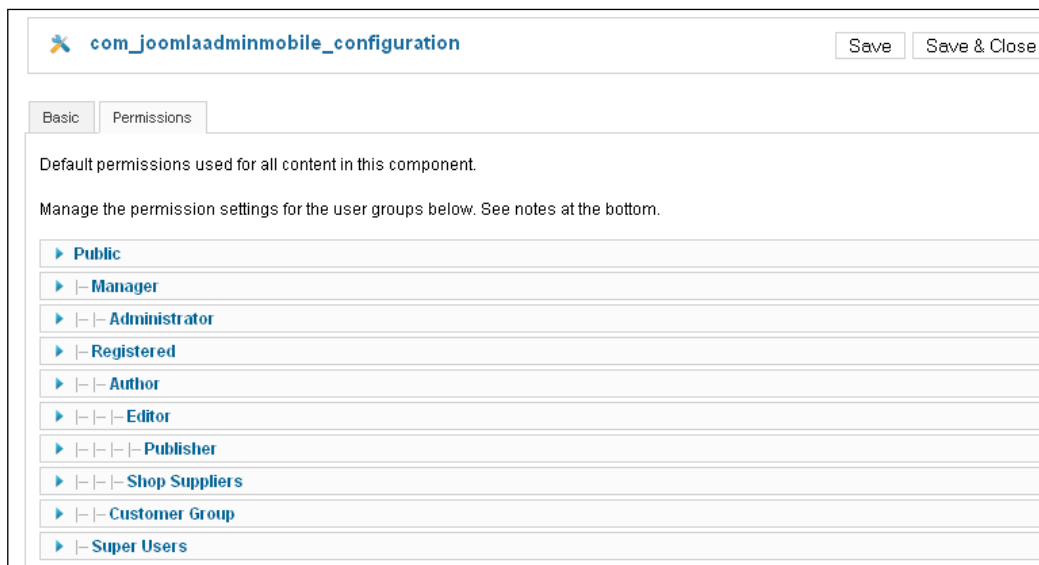 com_joomlaadminmobile_configuration
Save
Save & Close
Basic
Permissions
Default permissions used for all content in this component.
Manage the permission settings for the user groups below. See notes at the bottom.
Public
|– Manager
|– |– Administrator
|– Registered
|– |– Author
|– |– |– Editor
|– |– |– |– Publisher
|– |– |– Shop Suppliers
|– |– Customer Group
|– Super Users